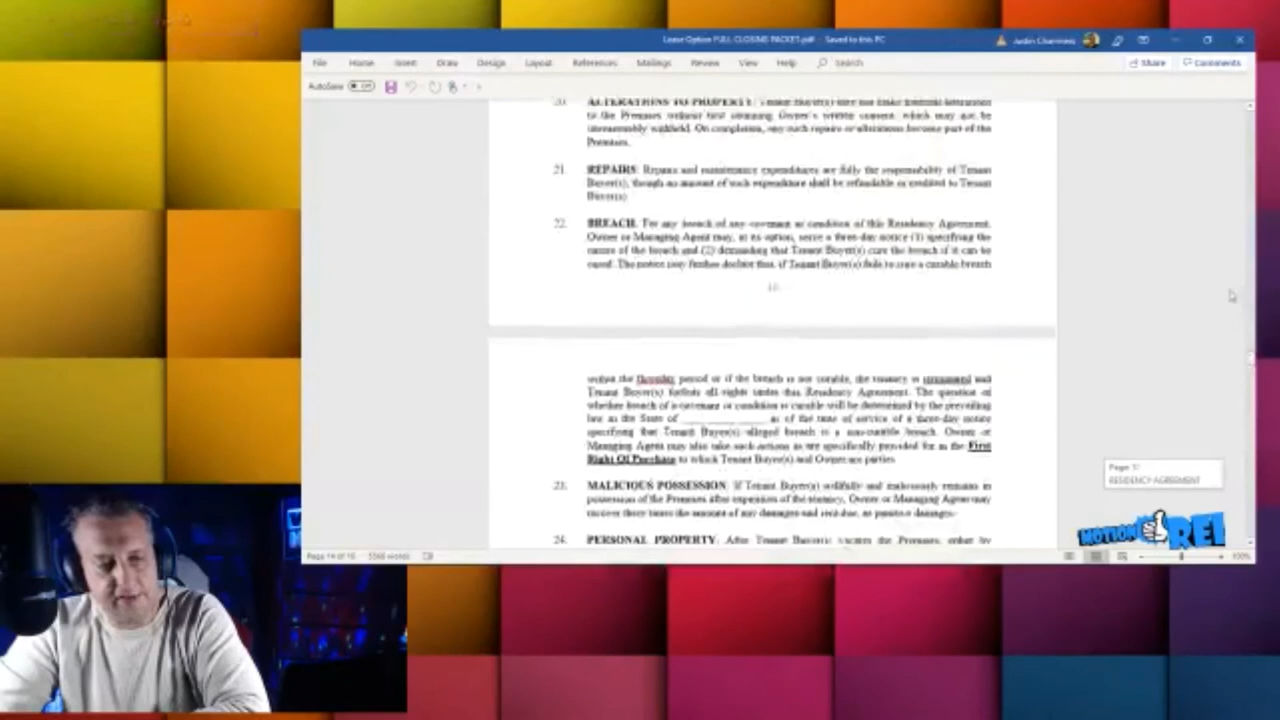 Lease Option FULL CLOSING PACKET.pdf - Saved to this PC
File Home Insert Draw Design Layout References Mailings Review View Help Search Share Comments
AutoSave Off
20. ALTERATIONS TO PROPERTY: Tenant Buyer(s) may not make
to the Premises without first obtaining Owner's written consent, which may not be
unreasonably withheld. On completion, any such repairs or alterations become part of the
Premises.
21. REPAIRS: Repairs and maintenance expenditures are fully the responsibility of Tenant
Buyer(s), though no amount of such expenditure shall be refundable or credited to Tenant
Buyer(s)
22. BREACH. For any breach of any covenant or condition of this Residency Agreement,
Owner or Managing Agent may, at its option, serve a three-day notice (1) specifying the
nature of the breach and (2) demanding that Tenant Buyer(s) cure the breach if it can be
cured. The notice may further declare that, if Tenant Buyer(s) fails to cure a curable breach
within the period or if the breach is not curable, the tenancy is and
Tenant Buyer(s) forfeits all rights under this Residency Agreement. The question of
whether breach of a covenant or condition is curable will be determined by the prevailing
law in the State of ____________ as of the time of service of a three-day notice
specifying that Tenant Buyer(s) alleged breach is a non-curable breach. Owner or
Managing Agent may also take such actions as are specifically provided for in the First
Right Of Purchase to which Tenant Buyer(s) and Owner are parties
23. MALICIOUS POSSESSION: If Tenant Buyer(s) willfully and maliciously remains in
possession of the Premises after expiration of the tenancy, Owner or Managing Agent may
recover three times the amount of any damages and rent due, as punitive damages.
24. PERSONAL PROPERTY. After Tenant Buyer(s) vacates the Premises, either by
RESIDENCY AGREEMENT
MOTION REI
100%